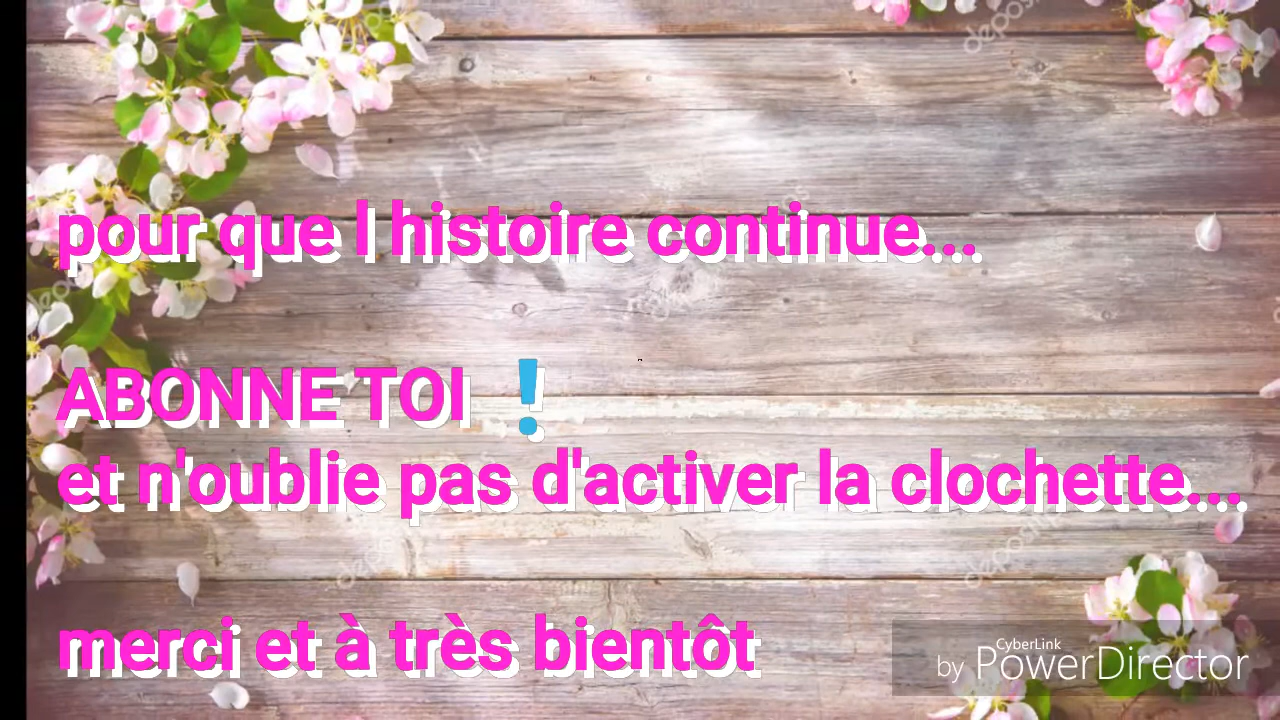 pour que l histoire continue...
ABONNE TOI !
et n'oublie pas d'activer la clochette...
merci et à très bientôt
CyberLink
by PowerDirector